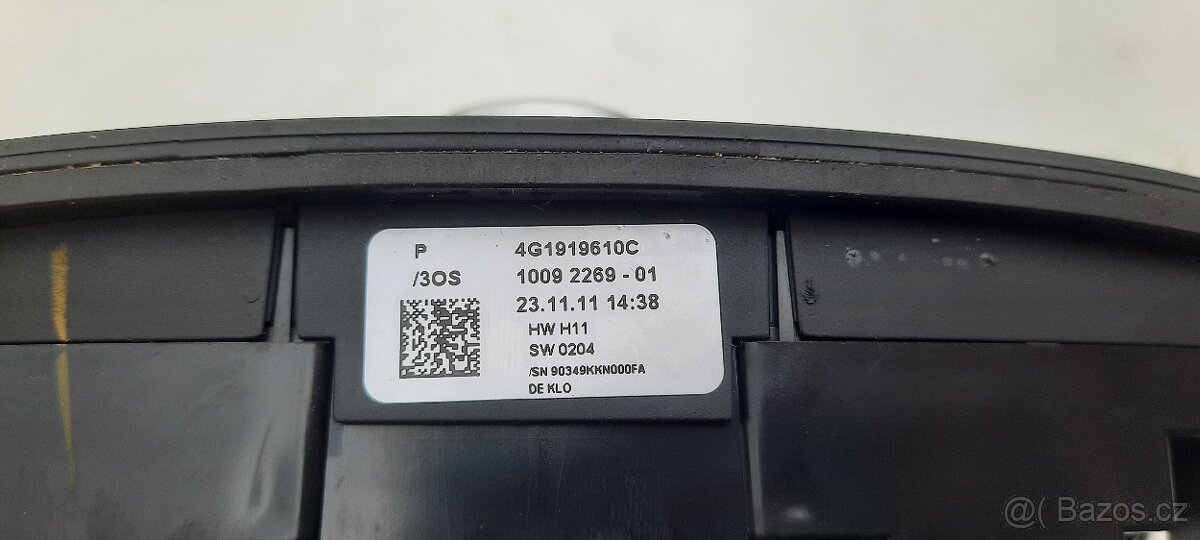 P 4G1919610C
/3OS 1009 2269 - 01
23.11.11 14:38
HW H11
SW 0204
/SN 90349KKN000FA
DE KLO
@( Bazos.cz